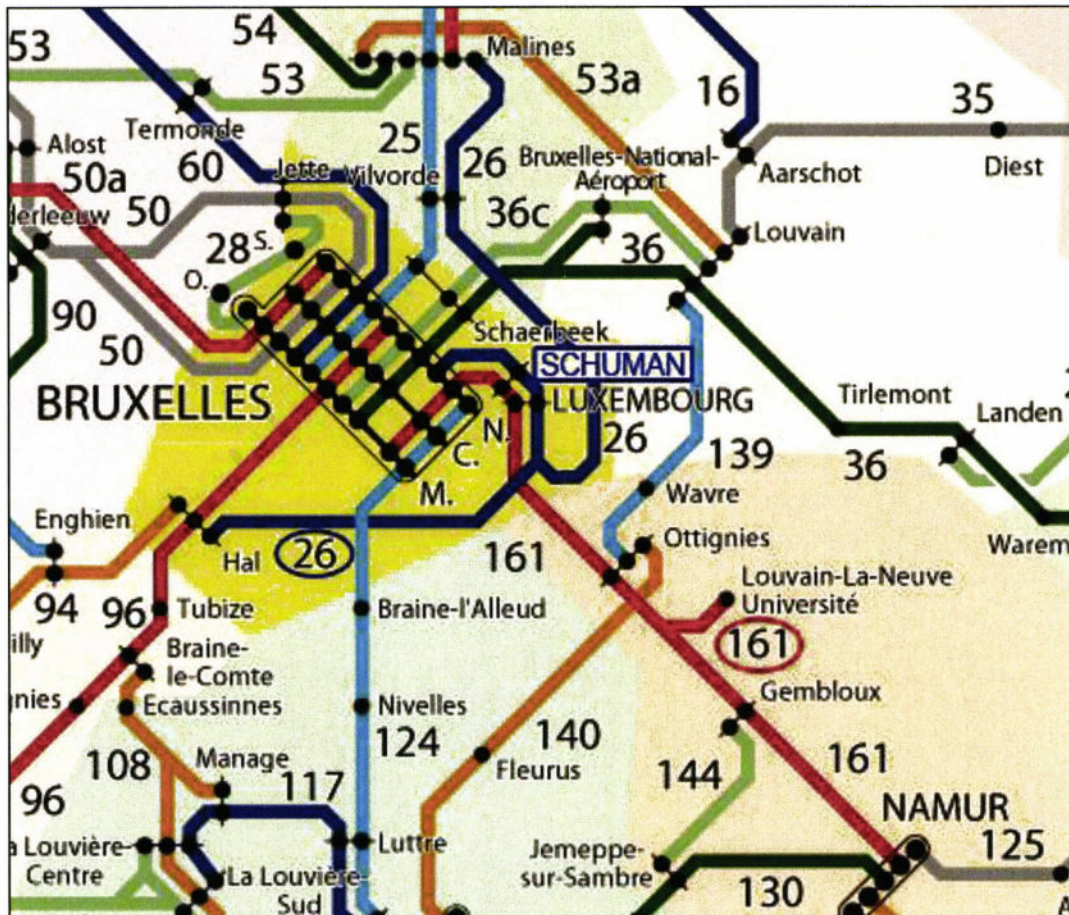 53
54
Malines
53
53a
16
35
Termonde
25
Alost
60
Jette
Vilvorde
26
Bruxelles-National-
Aéroport
Aarschot
Diest
50a
50
36c
derleeuw
28
S.
36
Louvain
O.
90
50
Schaerbeek
SCHUMAN
BRUXELLES
LUXEMBOURG
Tirlemont
Landen
N.
26
C.
139
36
M.
Wavre
Enghien
Ottignies
Warem
Hal
26
161
Louvain-La-Neuve
Université
94
96
Tubize
Braine-l'Alleud
illy
161
Braine-
le-Comte
Gembloux
gnies
Ecaussinnes
Nivelles
124
140
108
Manage
Fleurus
144
161
96
117
NAMUR
a Louvière-
Centre
Luttre
Jemeppe-
sur-Sambre
125
La Louvière-
Sud
130